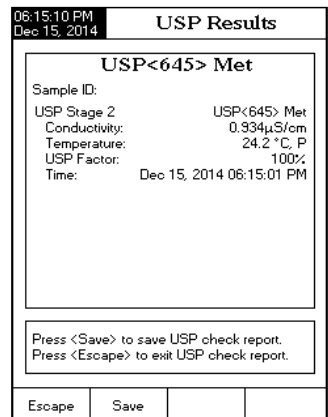 06:15:10 PM
Dec 15, 2014
USP Results
USP<645> Met
Sample ID:
USP Stage 2 USP<645> Met
Conductivity: 0.934µS/cm
Temperature: 24.2 °C, P
USP Factor: 100%
Time: Dec 15, 2014 06:15:01 PM
Press <Save> to save USP check report.
Press <Escape> to exit USP check report.
Escape Save